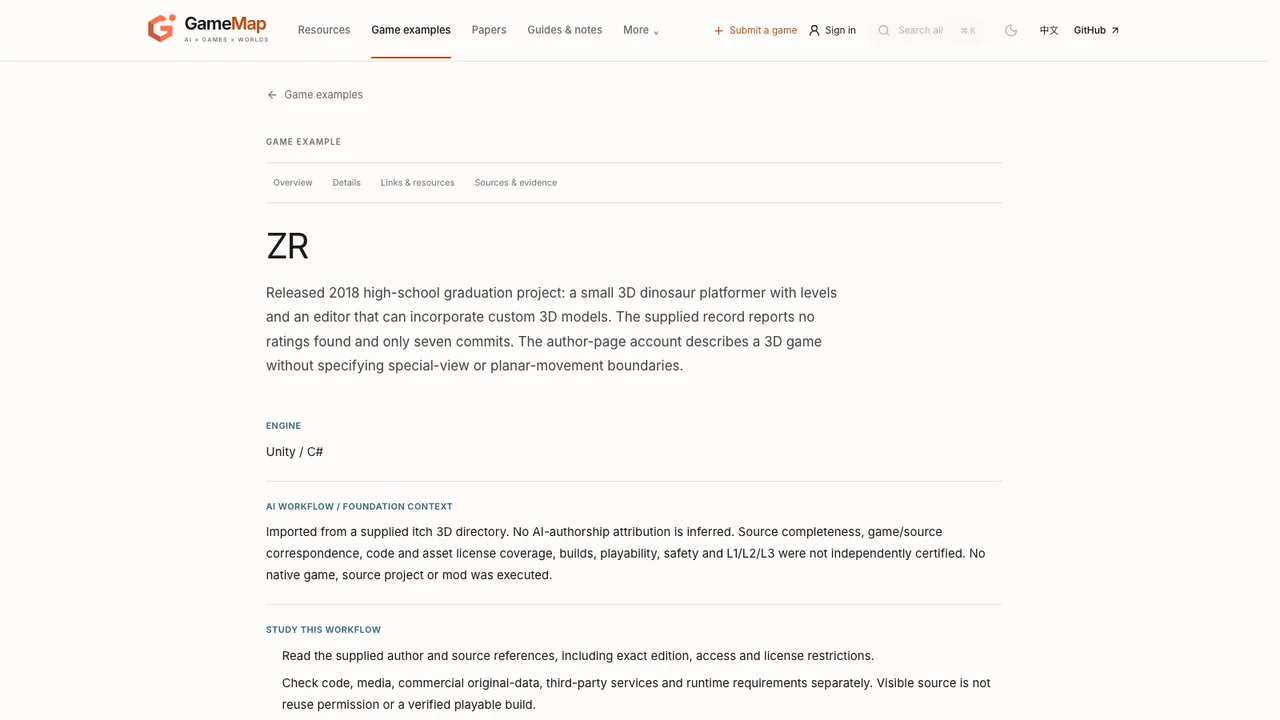 GameMap
AI × GAMES × WORLDS
Resources
Game examples
Papers
Guides & notes
More
+ Submit a game
Sign in
Search all
⌘ K
中文
GitHub ↗
← Game examples
GAME EXAMPLE
Overview
Details
Links & resources
Sources & evidence
ZR
Released 2018 high-school graduation project: a small 3D dinosaur platformer with levels
and an editor that can incorporate custom 3D models. The supplied record reports no
ratings found and only seven commits. The author-page account describes a 3D game
without specifying special-view or planar-movement boundaries.
ENGINE
Unity / C#
AI WORKFLOW / FOUNDATION CONTEXT
Imported from a supplied itch 3D directory. No AI-authorship attribution is inferred. Source completeness, game/source
correspondence, code and asset license coverage, builds, playability, safety and L1/L2/L3 were not independently certified. No
native game, source project or mod was executed.
STUDY THIS WORKFLOW
Read the supplied author and source references, including exact edition, access and license restrictions.
Check code, media, commercial original-data, third-party services and runtime requirements separately. Visible source is not
reuse permission or a verified playable build.